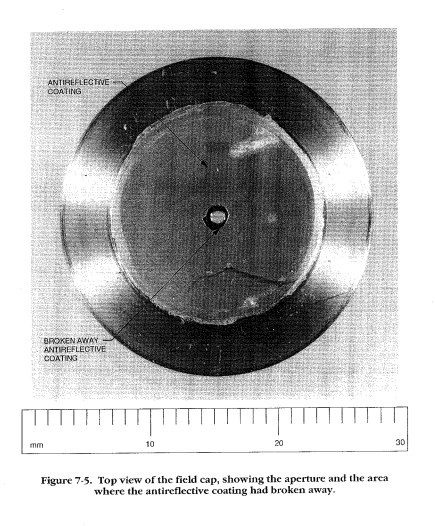 ANTIREFLECTIVE
COATING
BROKEN AWAY
ANTIREFLECTIVE
COATING
mm 10 20 30
Figure 7-5. Top view of the field cap, showing the aperture and the area
where the antireflective coating had broken away.